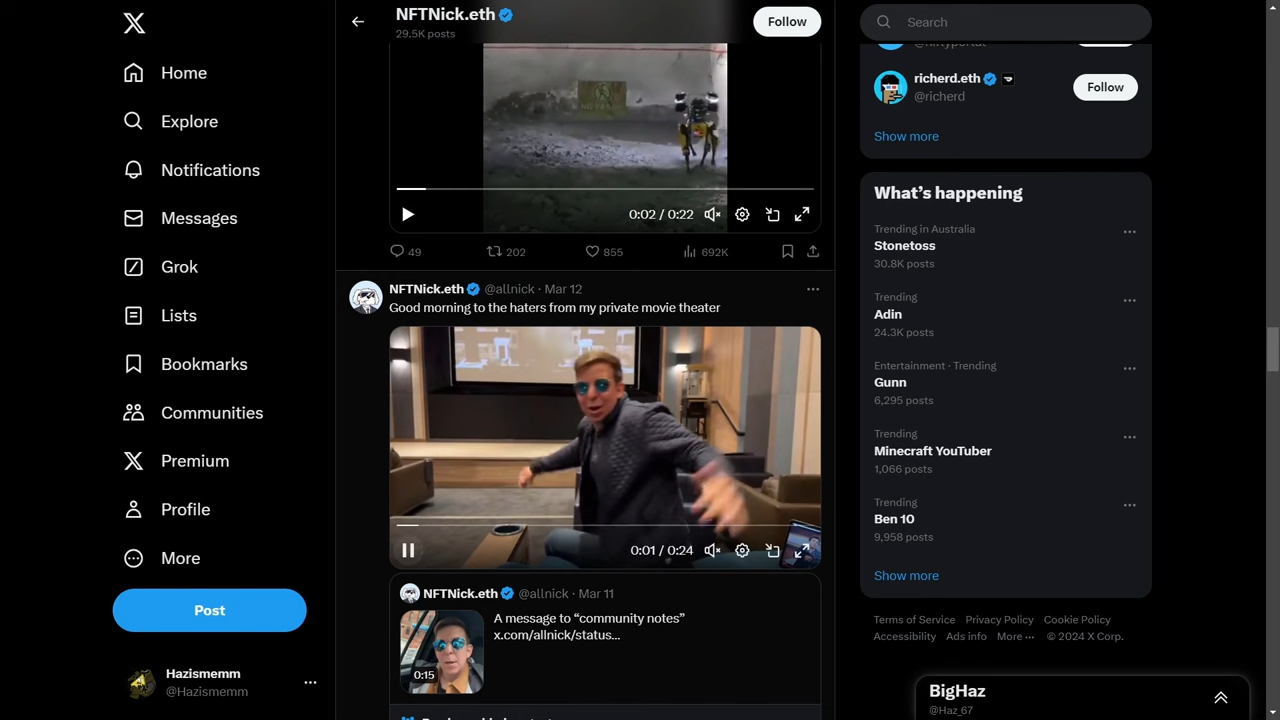 Home
Explore
Notifications
Messages
Grok
Lists
Bookmarks
Communities
Premium
Profile
More
Post
Hazismemm
@Hazismemm
NFTNick.eth
29.5K posts
Follow
0:02 / 0:22
49
202
855
692K
NFTNick.eth @allnick · Mar 12
Good morning to the haters from my private movie theater
0:01 / 0:24
NFTNick.eth @allnick · Mar 11
A message to “community notes”
x.com/allnick/status...
0:15
Search
richerd.eth
@richerd
Follow
Show more
What’s happening
Trending in Australia
Stonetoss
30.8K posts
Trending
Adin
24.3K posts
Entertainment · Trending
Gunn
6,295 posts
Trending
Minecraft YouTuber
1,066 posts
Trending
Ben 10
9,958 posts
Show more
Terms of Service Privacy Policy Cookie Policy
Accessibility Ads info More ··· © 2024 X Corp.
BigHaz
@Haz_67